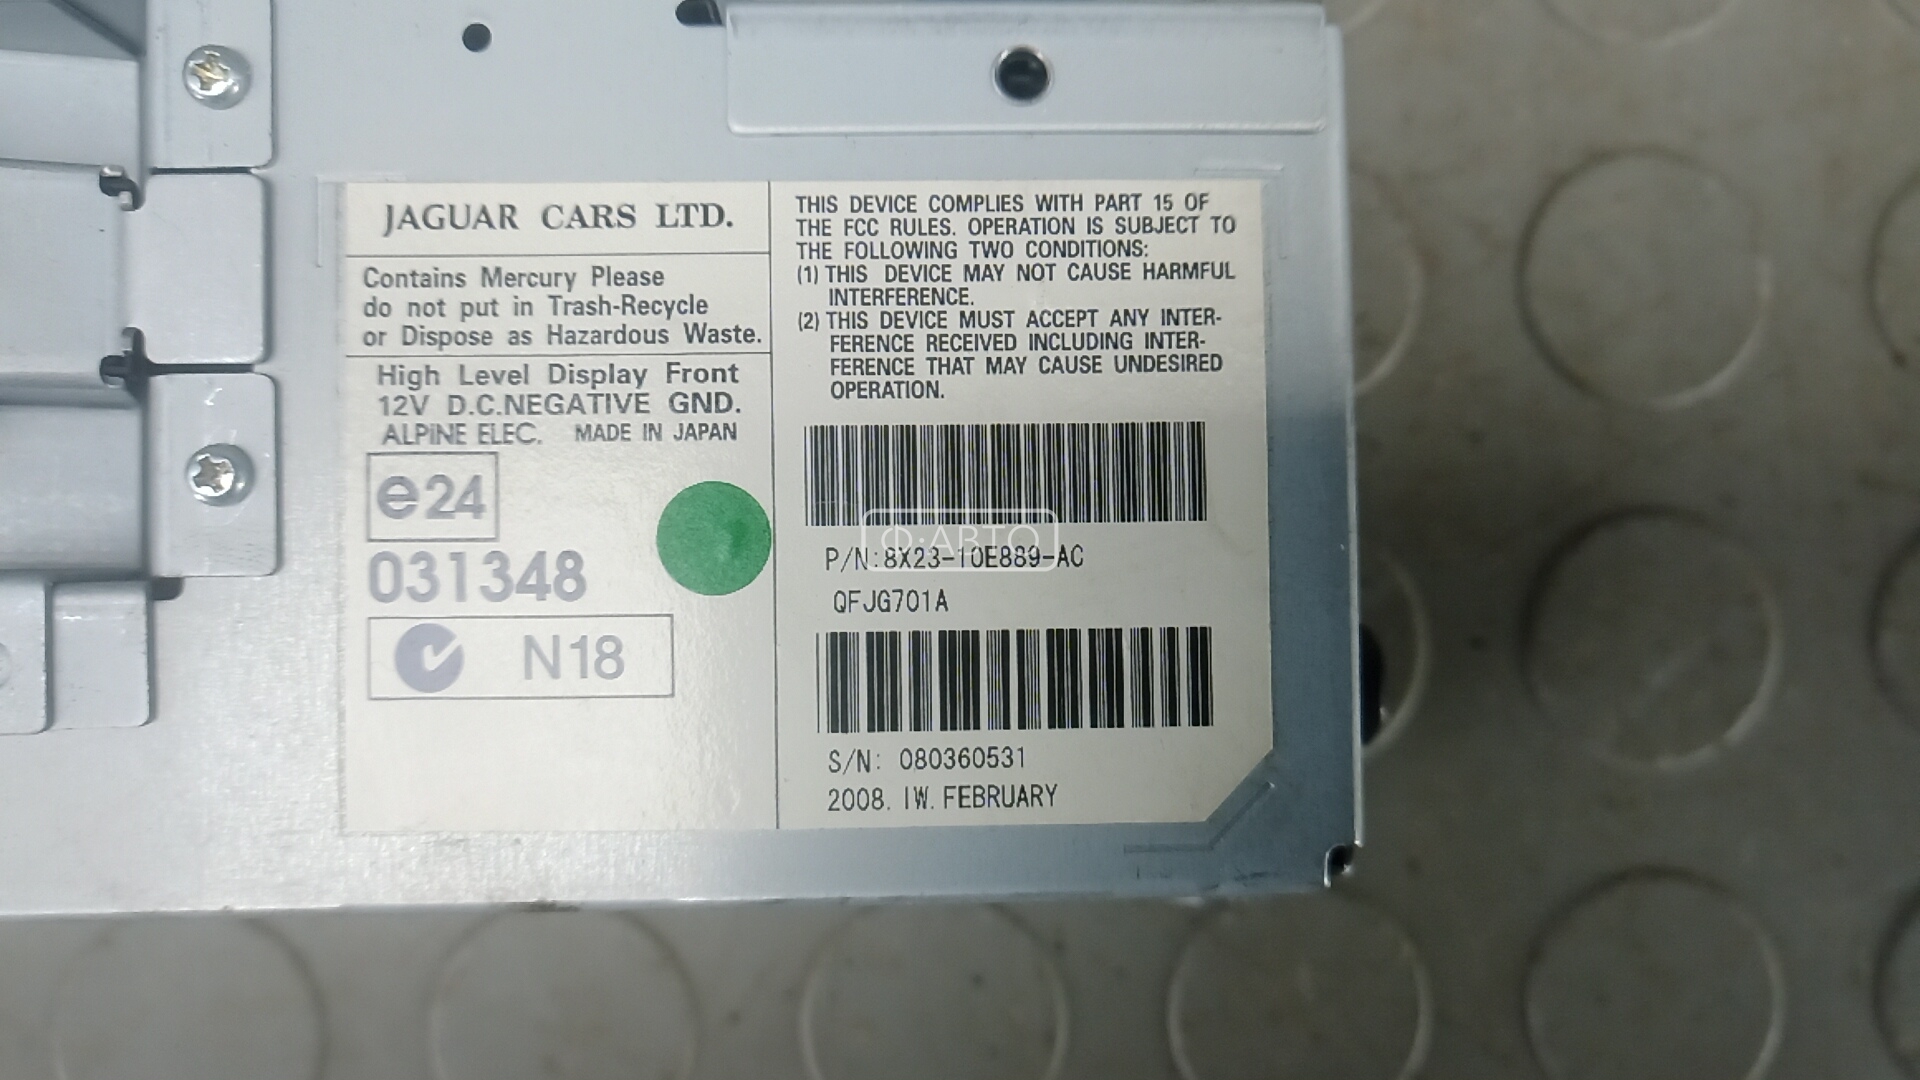 JAGUAR CARS LTD.
Contains Mercury Please
do not put in Trash-Recycle
or Dispose as Hazardous Waste.
High Level Display Front
12V D.C.NEGATIVE GND.
ALPINE ELEC. MADE IN JAPAN
e24
031348
N18
THIS DEVICE COMPLIES WITH PART 15 OF
THE FCC RULES. OPERATION IS SUBJECT TO
THE FOLLOWING TWO CONDITIONS:
(1) THIS DEVICE MAY NOT CAUSE HARMFUL
INTERFERENCE.
(2) THIS DEVICE MUST ACCEPT ANY INTER-
FERENCE RECEIVED INCLUDING INTER-
FERENCE THAT MAY CAUSE UNDESIRED
OPERATION.
Ф:АВТО
P/N:8X23-10E889-AC
QFJG701A
S/N: 080360531
2008. 1W. FEBRUARY